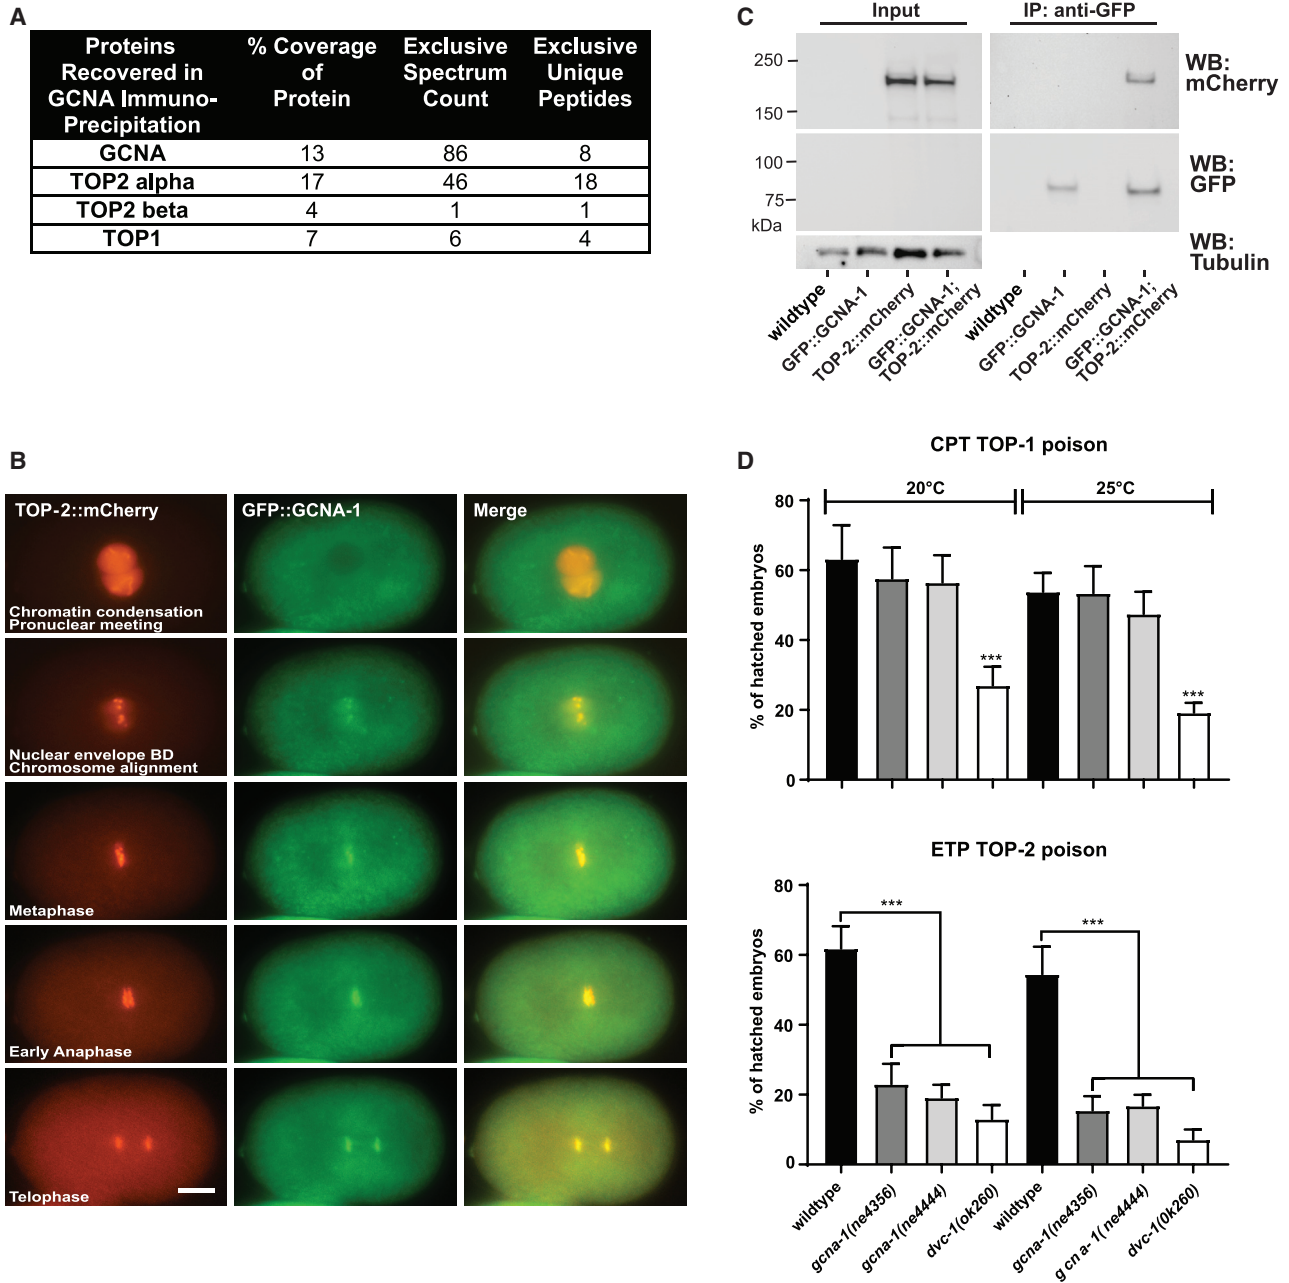 A
Proteins Recovered in GCNA Immuno-Precipitation | % Coverage of Protein | Exclusive Spectrum Count | Exclusive Unique Peptides
GCNA 13 86 8
TOP2 alpha 17 46 18
TOP2 beta 4 1 1
TOP1 7 6 4
C
Input
IP: anti-GFP
250
150
WB:
mCherry
100
75
kDa
WB:
GFP
WB:
Tubulin
wildtype
GFP::GCNA-1
TOP-2::mCherry
GFP::GCNA-1;
TOP-2::mCherry
wildtype
GFP::GCNA-1
TOP-2::mCherry
GFP::GCNA-1;
TOP-2::mCherry
B
TOP-2::mCherry
GFP::GCNA-1
Merge
Chromatin condensation
Pronuclear meeting
Nuclear envelope BD
Chromosome alignment
Metaphase
Early Anaphase
Telophase
D
CPT TOP-1 poison
20°C
25°C
% of hatched embryos
80
60
40
20
0
***
***
ETP TOP-2 poison
% of hatched embryos
80
60
40
20
0
***
***
wildtype
gcna-1(ne4356)
gcna-1(ne4444)
dvc-1(ok260)
wildtype
gcna-1(ne4356)
gcna-1(ne4444)
dvc-1(0k260)